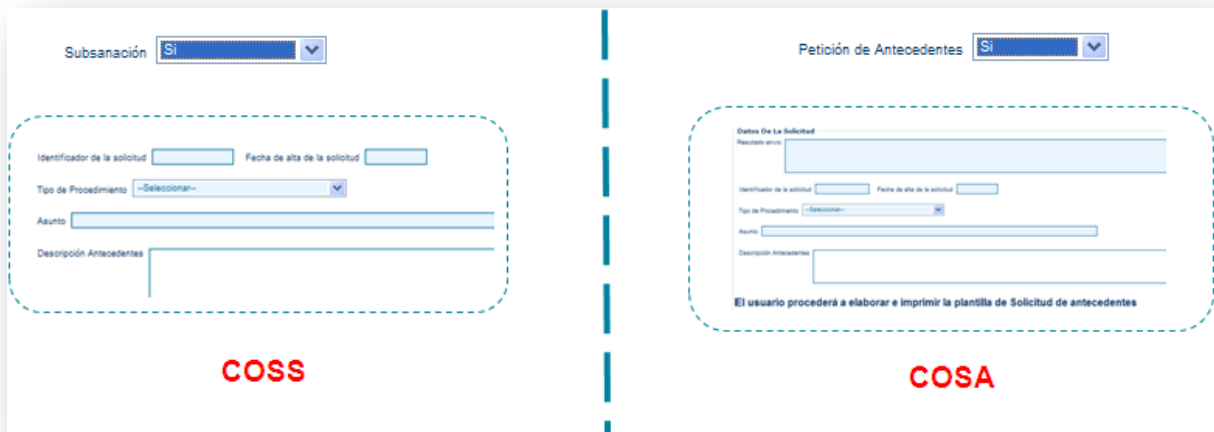 Subsanación Si
Identificador de la solicitud Fecha de alta de la solicitud
Tipo de Procedimiento --Seleccionar--
Asunto
Descripción Antecedentes
COSS
Petición de Antecedentes Si
Datos De La Solicitud
Resultado envío
Identificador de la solicitud Fecha de alta de la solicitud
Tipo de Procedimiento --Seleccionar--
Asunto
Descripción Antecedentes
El usuario procederá a elaborar e imprimir la plantilla de Solicitud de antecedentes
COSA